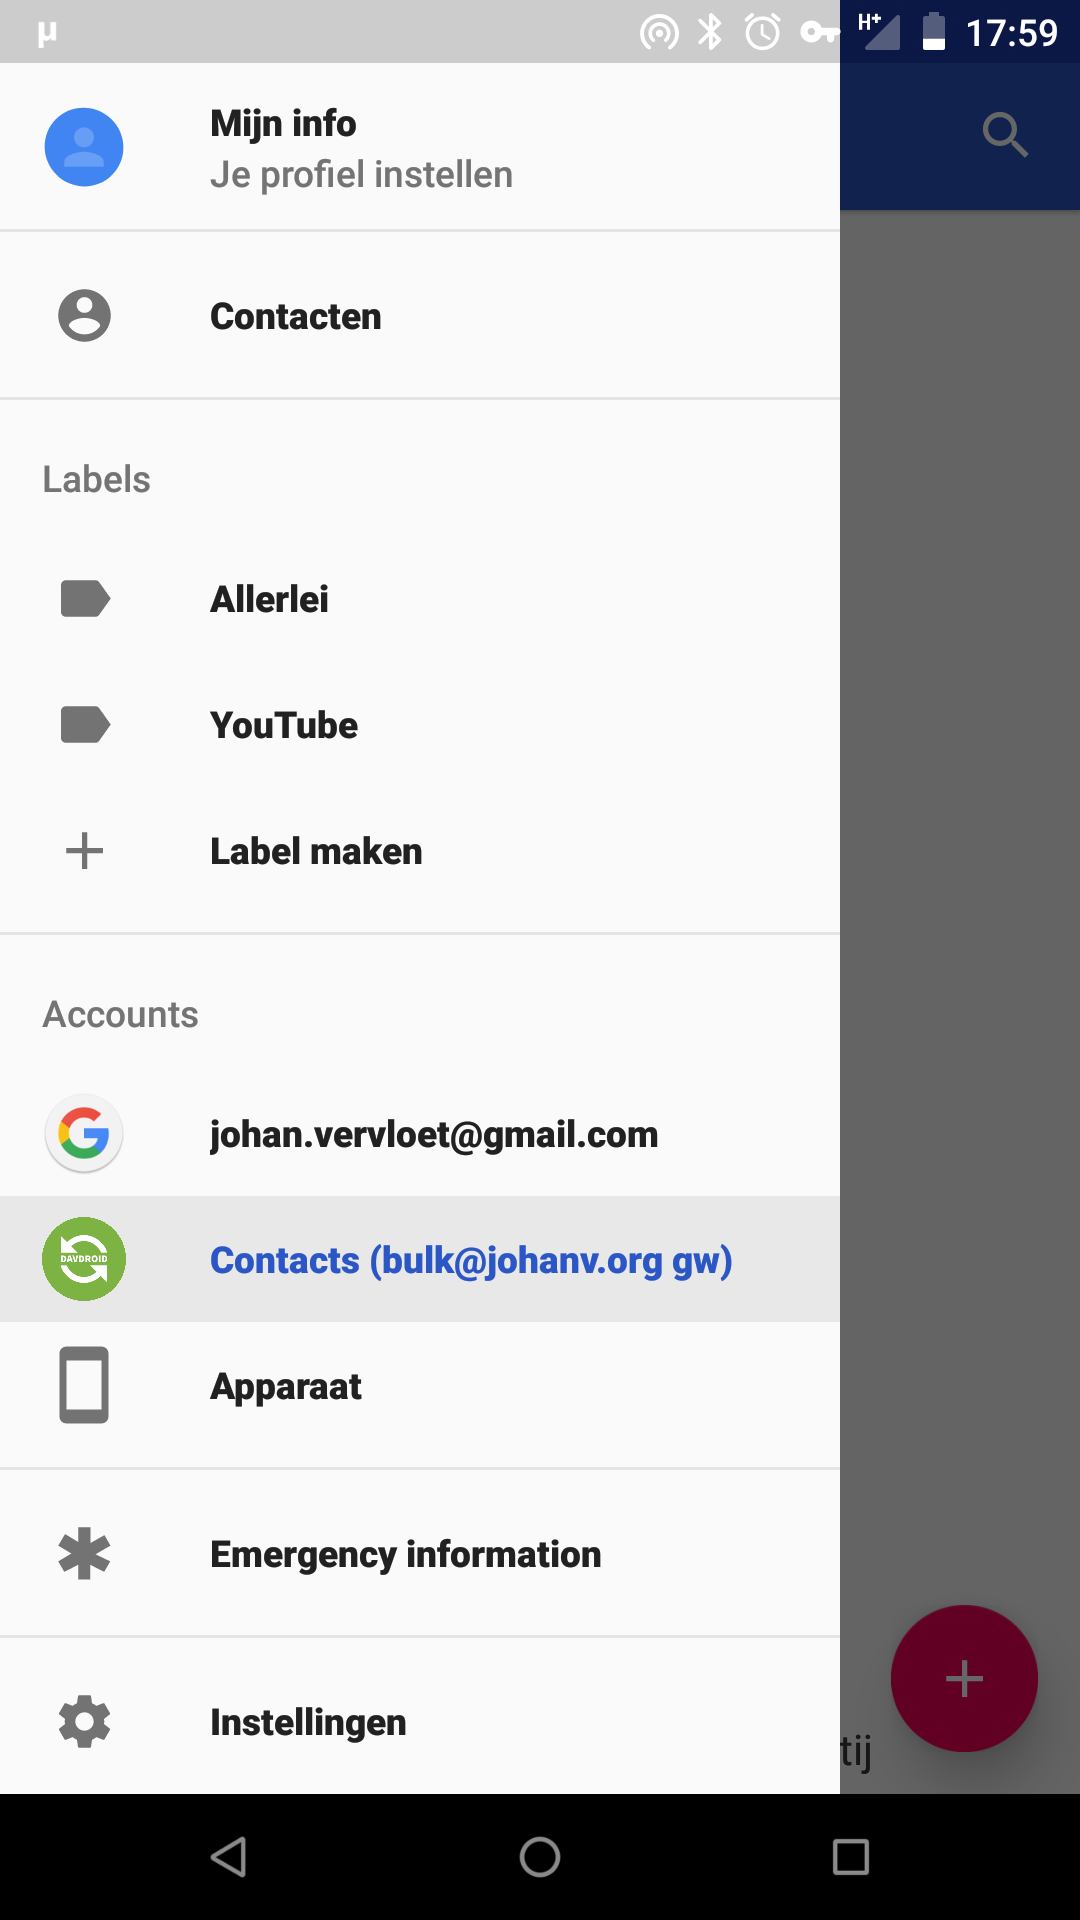 µ H+ 17:59
Mijn info
Je profiel instellen
Contacten
Labels
Allerlei
YouTube
Label maken
Accounts
johan.vervloet@gmail.com
DAVDROID
Contacts (bulk@johanv.org gw)
Apparaat
Emergency information
Instellingen
tij